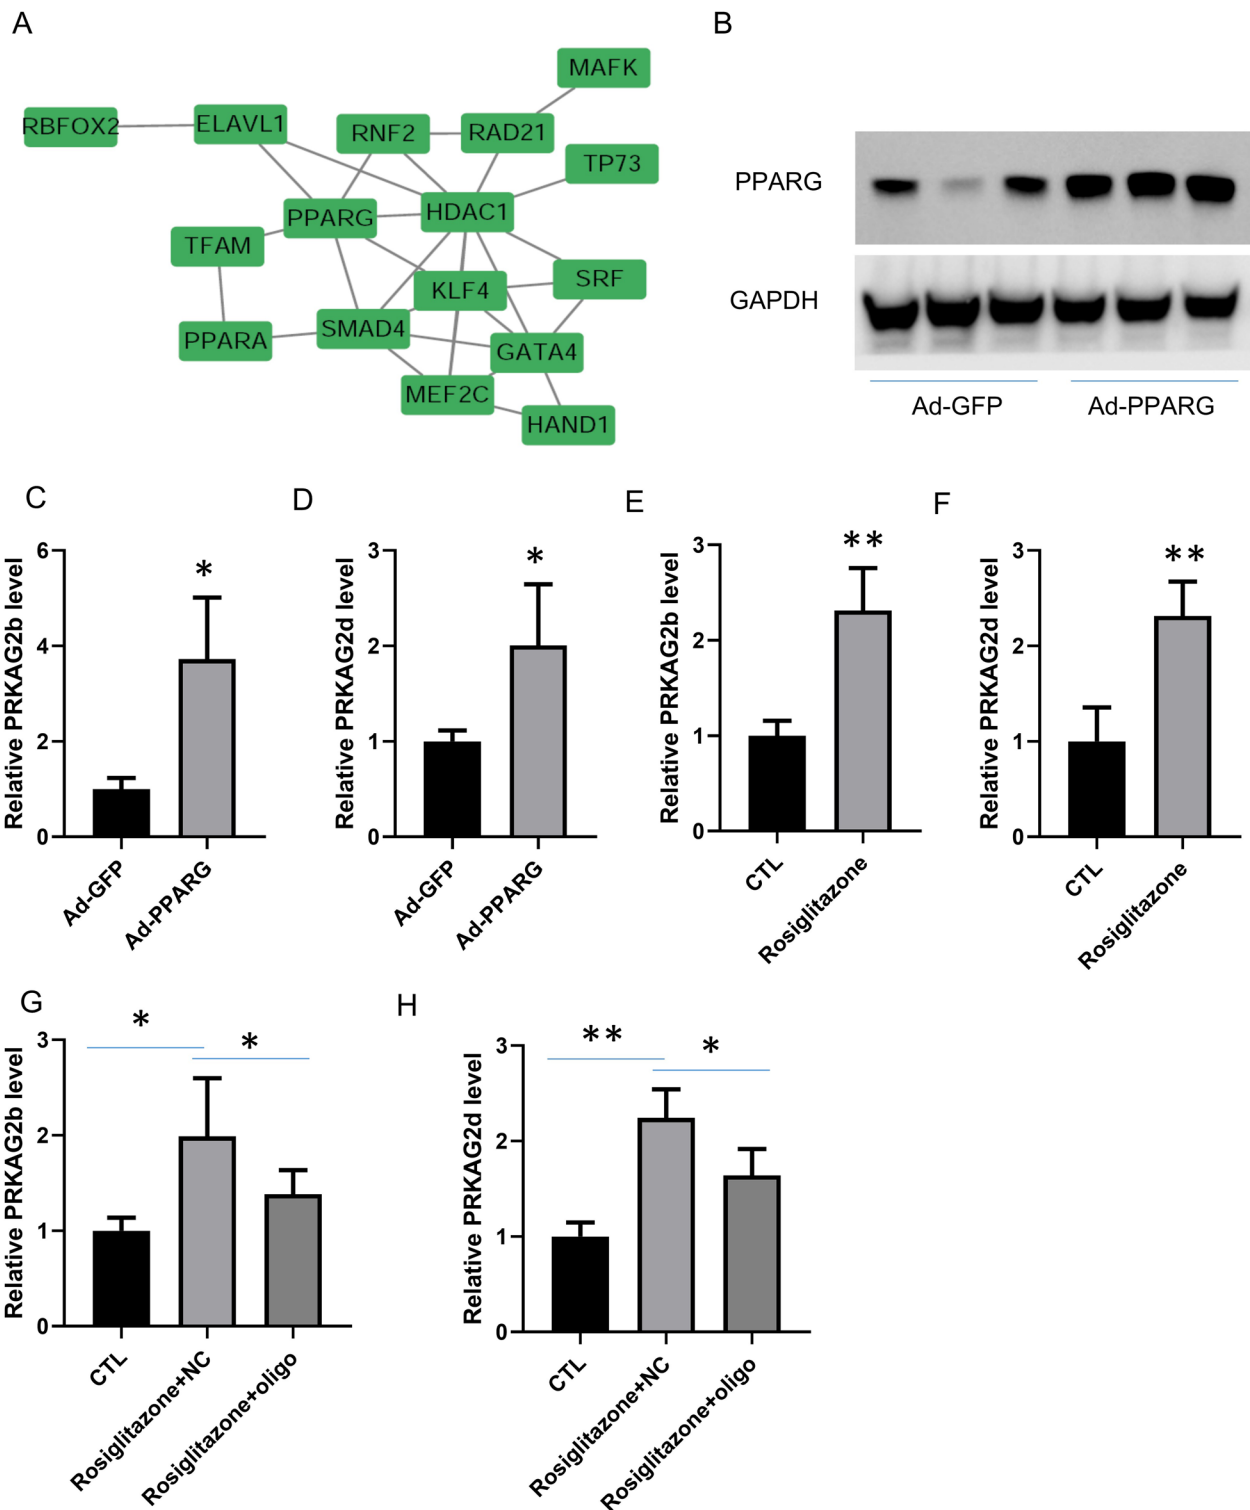 A
B
MAFK
RBFOX2
ELAVL1
RNF2
RAD21
TP73
PPARG
HDAC1
TFAM
KLF4
SRF
PPARA
SMAD4
GATA4
MEF2C
HAND1
PPARG
GAPDH
Ad-GFP
Ad-PPARG
C
D
E
F
Relative PRKAG2b level
6
4
2
0
*
Ad-GFP
Ad-PPARG
Relative PRKAG2d level
3
2
1
0
*
Ad-GFP
Ad-PPARG
Relative PRKAG2b level
3
2
1
0
**
CTL
Rosiglitazone
Relative PRKAG2d level
3
2
1
0
**
CTL
Rosiglitazone
G
H
Relative PRKAG2b level
3
2
1
0
*
*
CTL
Rosiglitazone+NC
Rosiglitazone+oligo
Relative PRKAG2d level
3
2
1
0
**
*
CTL
Rosiglitazone+NC
Rosiglitazone+oligo